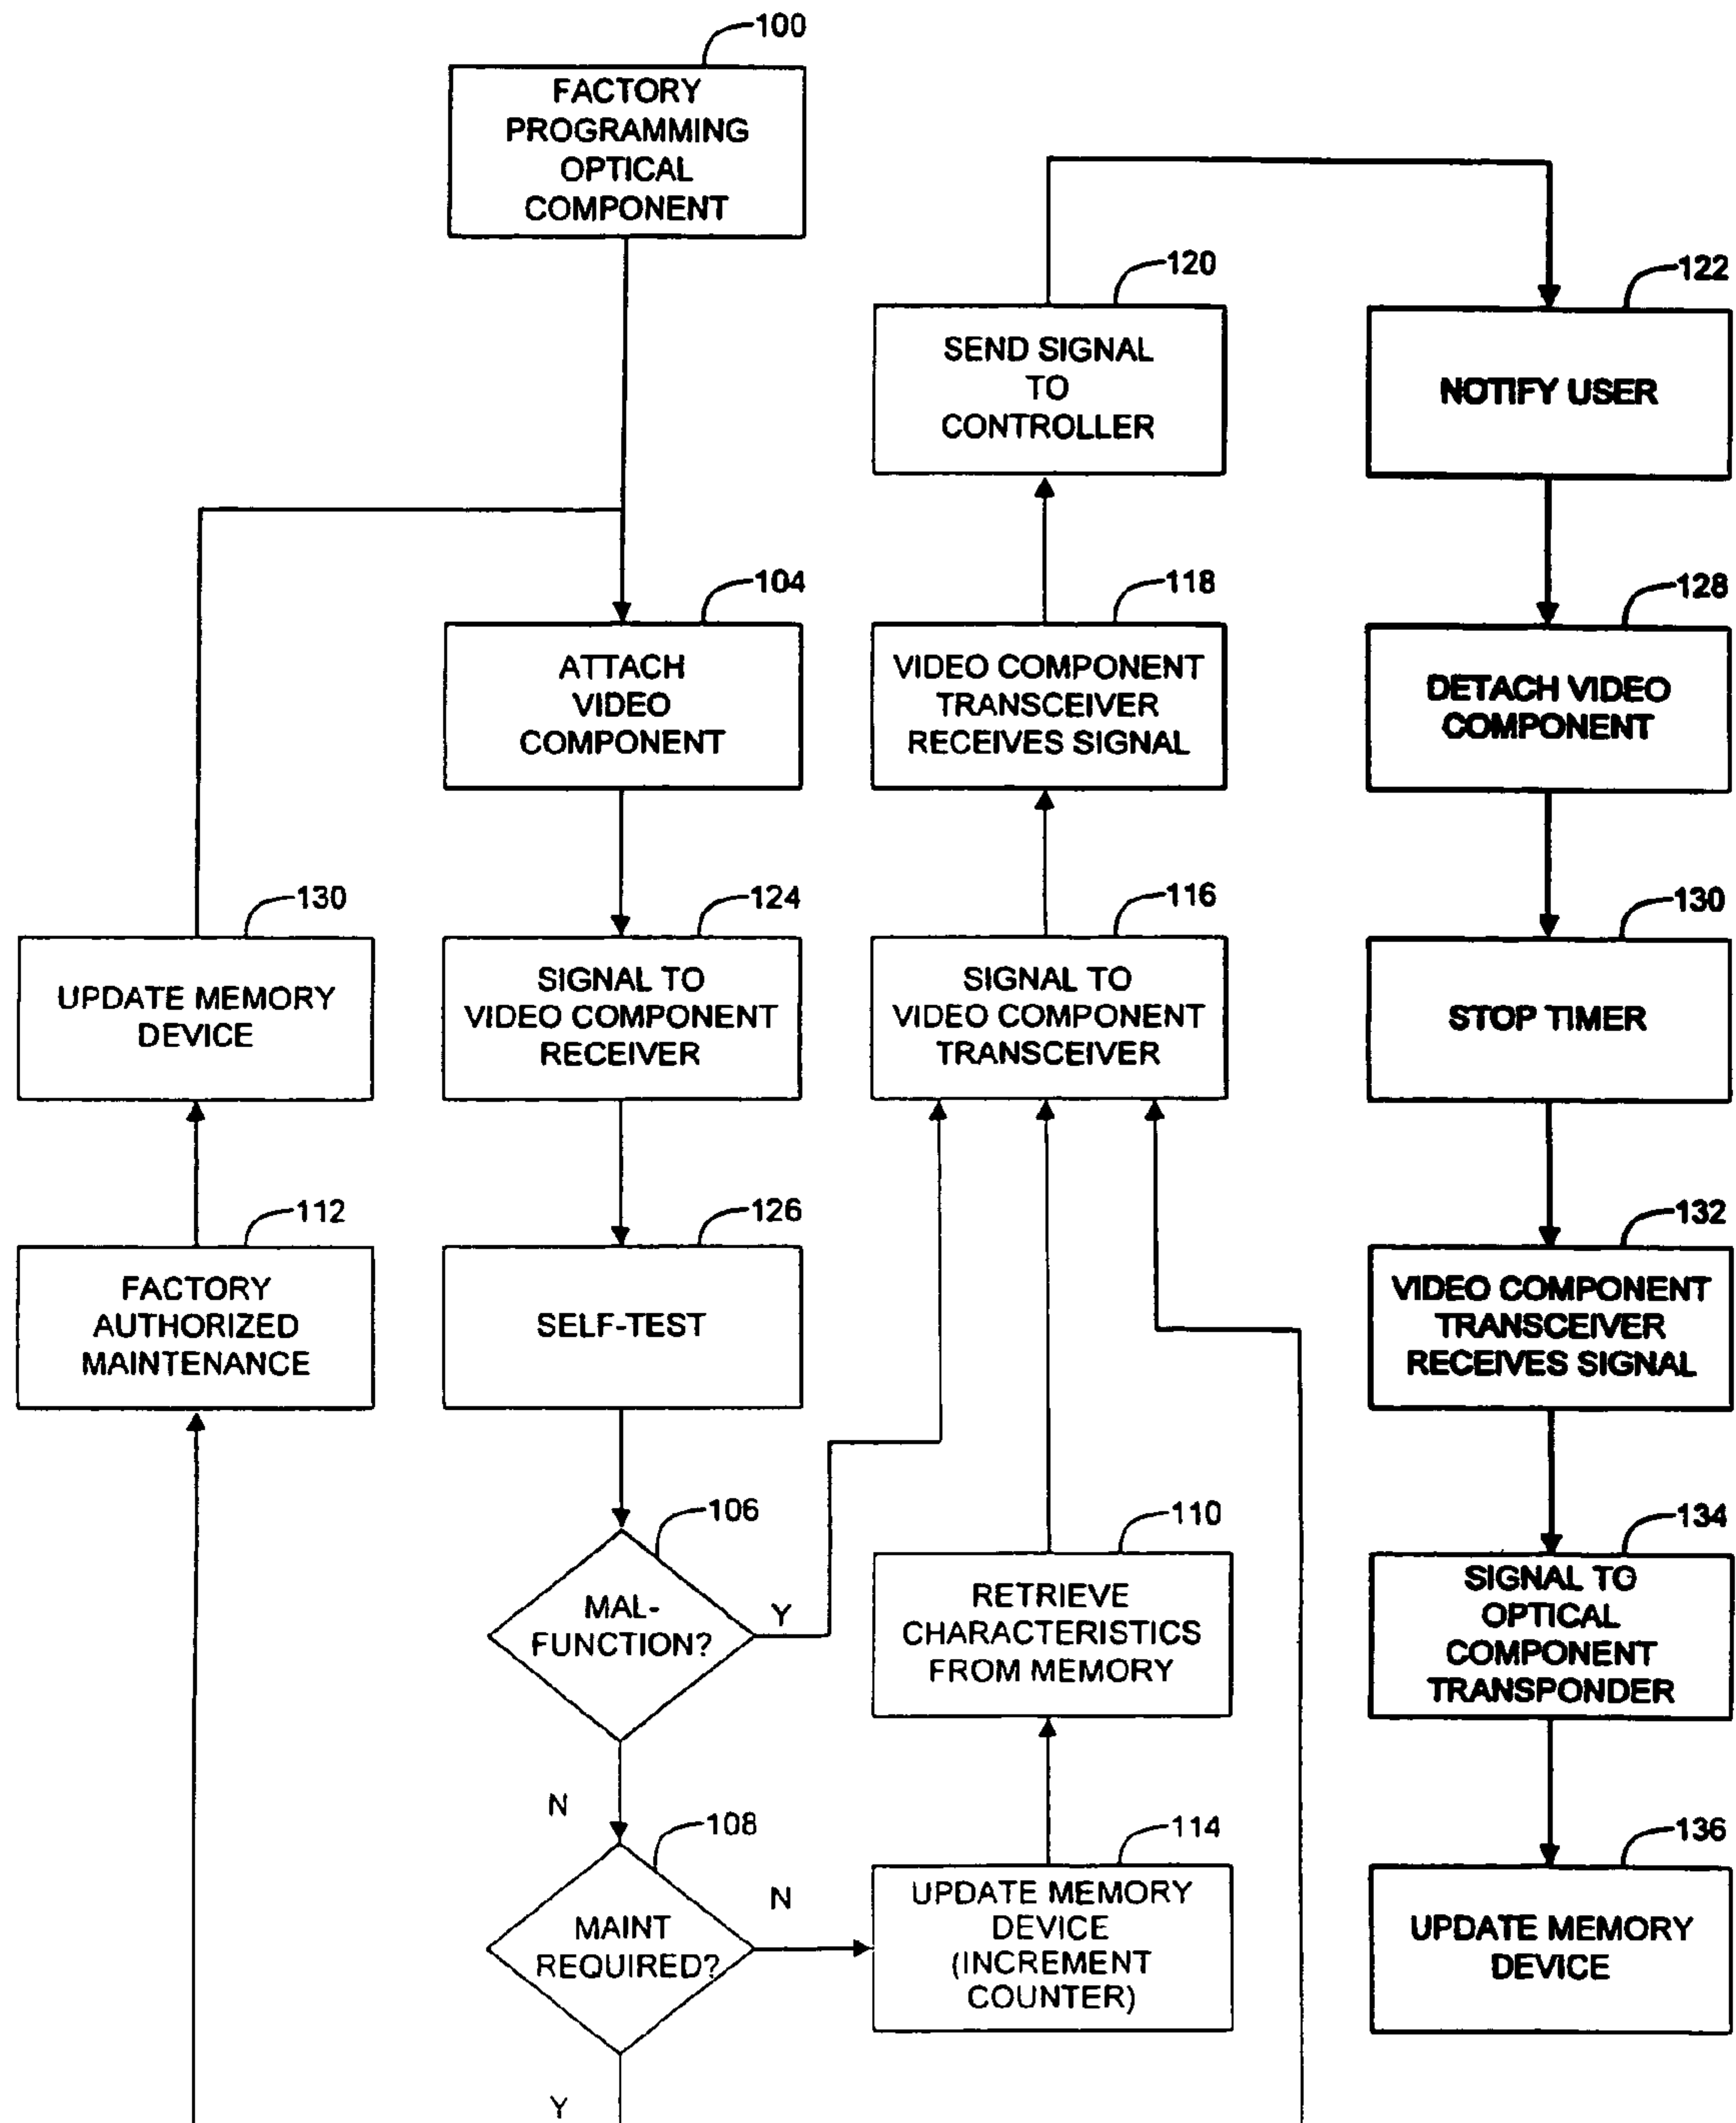 100
FACTORY
PROGRAMMING
OPTICAL
COMPONENT
104
ATTACH
VIDEO
COMPONENT
124
SIGNAL TO
VIDEO COMPONENT
RECEIVER
126
SELF-TEST
106
MAL-
FUNCTION?
Y
N
108
MAINT
REQUIRED?
N
Y
130
UPDATE MEMORY
DEVICE
112
FACTORY
AUTHORIZED
MAINTENANCE
120
SEND SIGNAL
TO
CONTROLLER
118
VIDEO COMPONENT
TRANSCEIVER
RECEIVES SIGNAL
116
SIGNAL TO
VIDEO COMPONENT
TRANSCEIVER
110
RETRIEVE
CHARACTERISTICS
FROM MEMORY
114
UPDATE MEMORY
DEVICE
(INCREMENT
COUNTER)
122
NOTIFY USER
128
DETACH VIDEO
COMPONENT
130
STOP TIMER
132
VIDEO COMPONENT
TRANSCEIVER
RECEIVES SIGNAL
134
SIGNAL TO
OPTICAL
COMPONENT
TRANSPONDER
136
UPDATE MEMORY
DEVICE